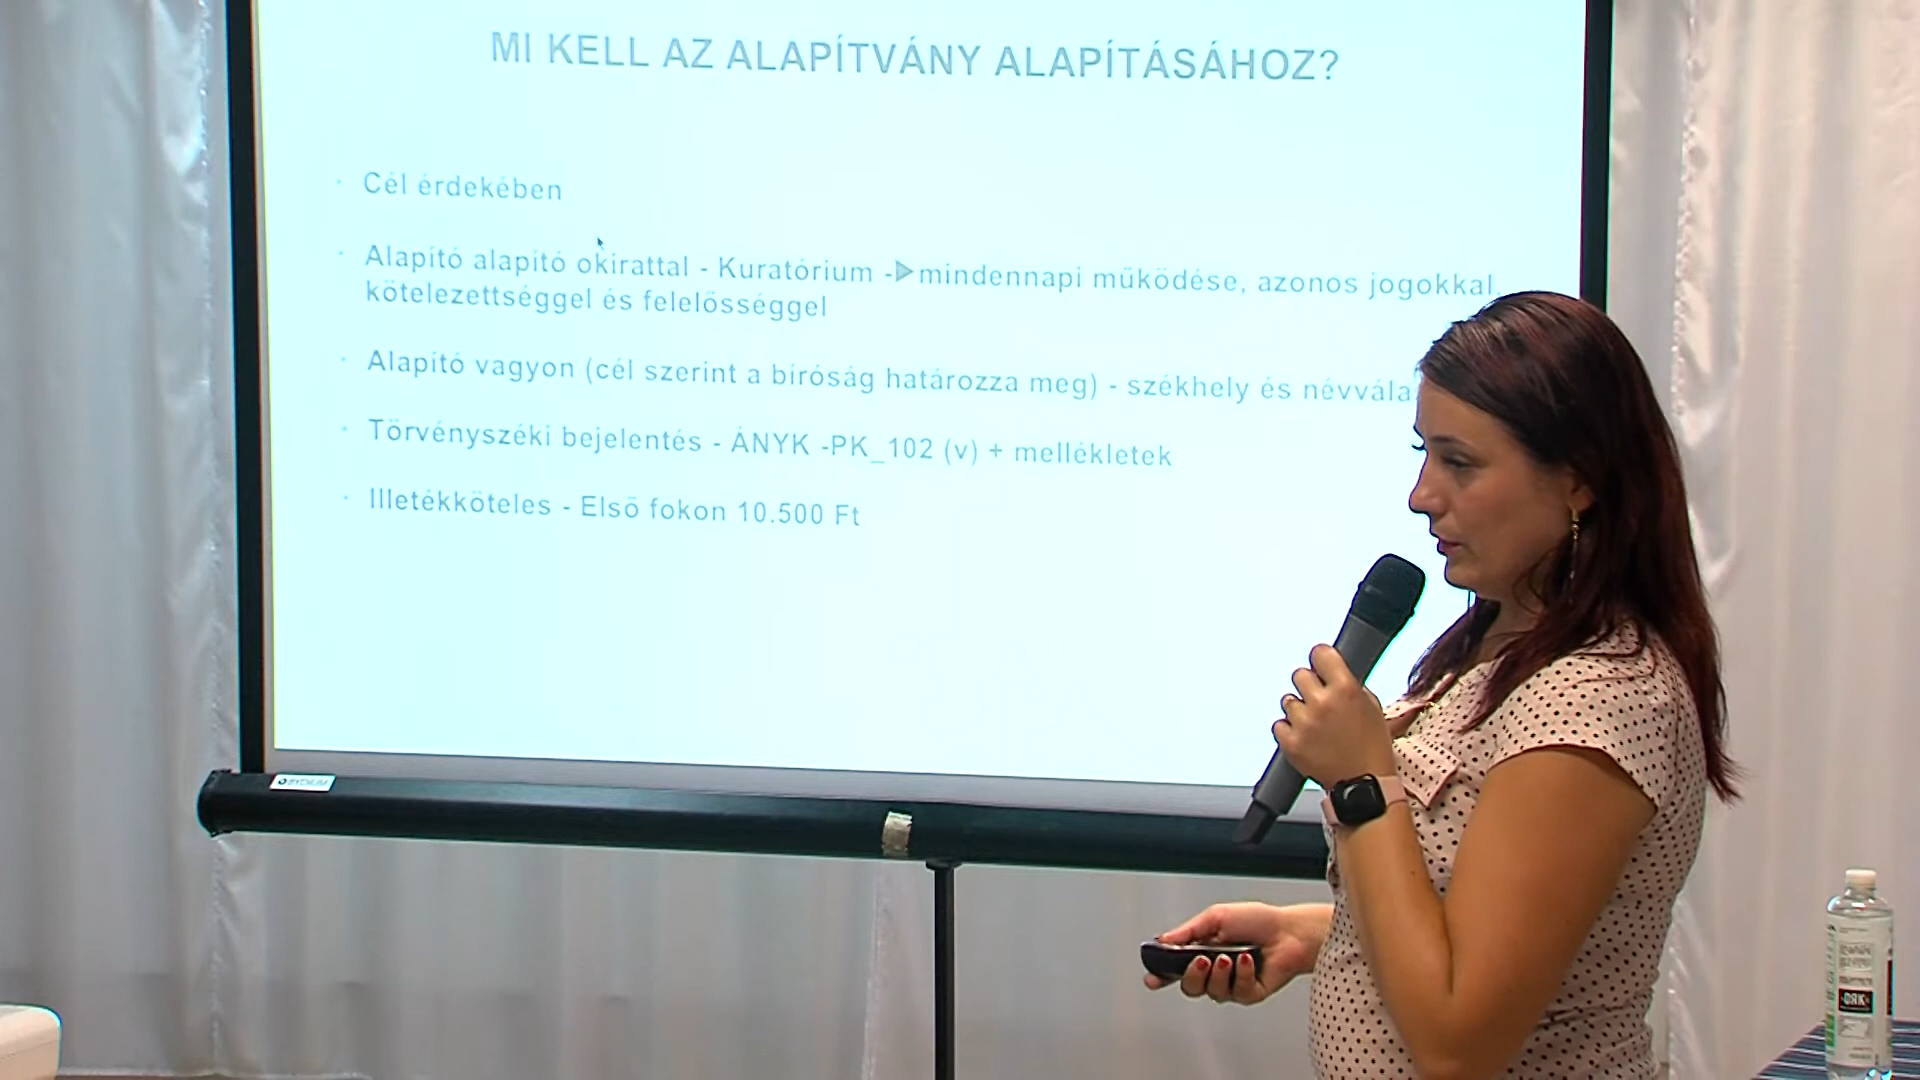 MI KELL AZ ALAPÍTVÁNY ALAPÍTÁSÁHOZ?
Cél érdekében
Alapító alapító okirattal - Kuratórium - mindennapi működése, azonos jogokkal,
kötelezettséggel és felelősséggel
Alapító vagyon (cél szerint a bíróság határozza meg) - székhely és névvála
Törvényszéki bejelentés - ÁNYK -PK_102 (v) + mellékletek
Illetékköteles - Első fokon 10.500 Ft